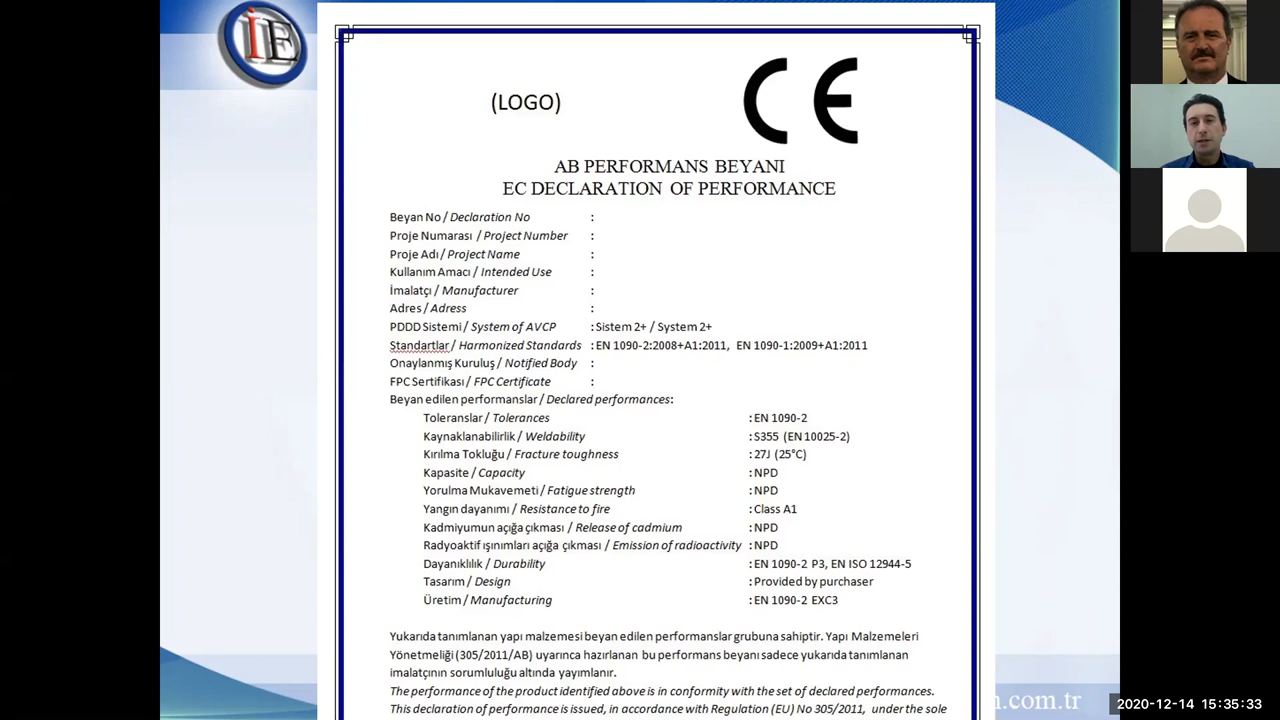 İE
(LOGO)
CE
AB PERFORMANS BEYANI
EC DECLARATION OF PERFORMANCE
Beyan No / Declaration No :
Proje Numarası / Project Number :
Proje Adı / Project Name :
Kullanım Amacı / Intended Use :
İmalatçı / Manufacturer :
Adres / Adress :
PDDD Sistemi / System of AVCP : Sistem 2+ / System 2+
Standartlar / Harmonized Standards : EN 1090-2:2008+A1:2011, EN 1090-1:2009+A1:2011
Onaylanmış Kuruluş / Notified Body :
FPC Sertifikası / FPC Certificate :
Beyan edilen performanslar / Declared performances:
Toleranslar / Tolerances : EN 1090-2
Kaynaklanabilirlik / Weldability : S355 (EN 10025-2)
Kırılma Tokluğu / Fracture toughness : 27J (25°C)
Kapasite / Capacity : NPD
Yorulma Mukavemeti / Fatigue strength : NPD
Yangın dayanımı / Resistance to fire : Class A1
Kadmiyumun açığa çıkması / Release of cadmium : NPD
Radyoaktif ışınımları açığa çıkması / Emission of radioactivity : NPD
Dayanıklılık / Durability : EN 1090-2 P3, EN ISO 12944-5
Tasarım / Design : Provided by purchaser
Üretim / Manufacturing : EN 1090-2 EXC3
Yukarıda tanımlanan yapı malzemesi beyan edilen performanslar grubuna sahiptir. Yapı Malzemeleri
Yönetmeliği (305/2011/AB) uyarınca hazırlanan bu performans beyanı sadece yukarıda tanımlanan
imalatçının sorumluluğu altında yayımlanır.
The performance of the product identified above is in conformity with the set of declared performances.
This declaration of performance is issued, in accordance with Regulation (EU) No 305/2011, under the sole
.com.tr
2020-12-14 15:35:33